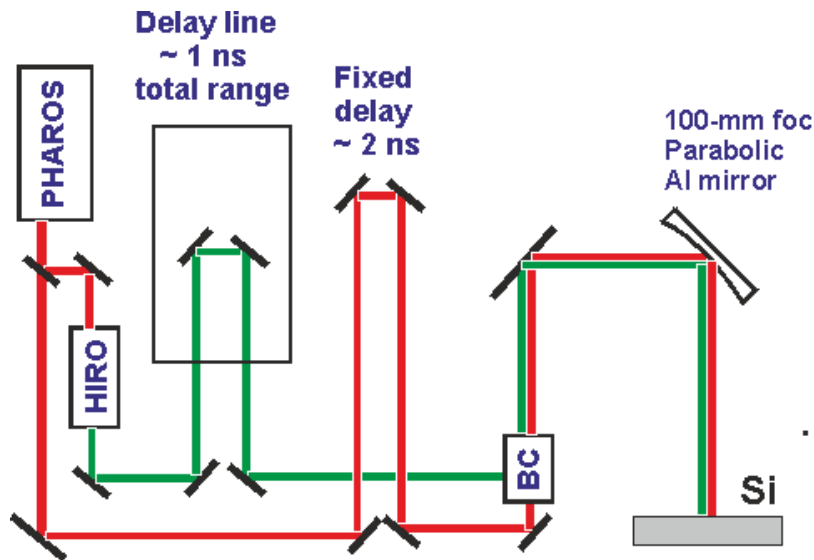 Delay line
~ 1 ns
total range
Fixed
delay
~ 2 ns
100-mm foc
Parabolic
Al mirror
PHAROS
HIRO
BC
Si
.